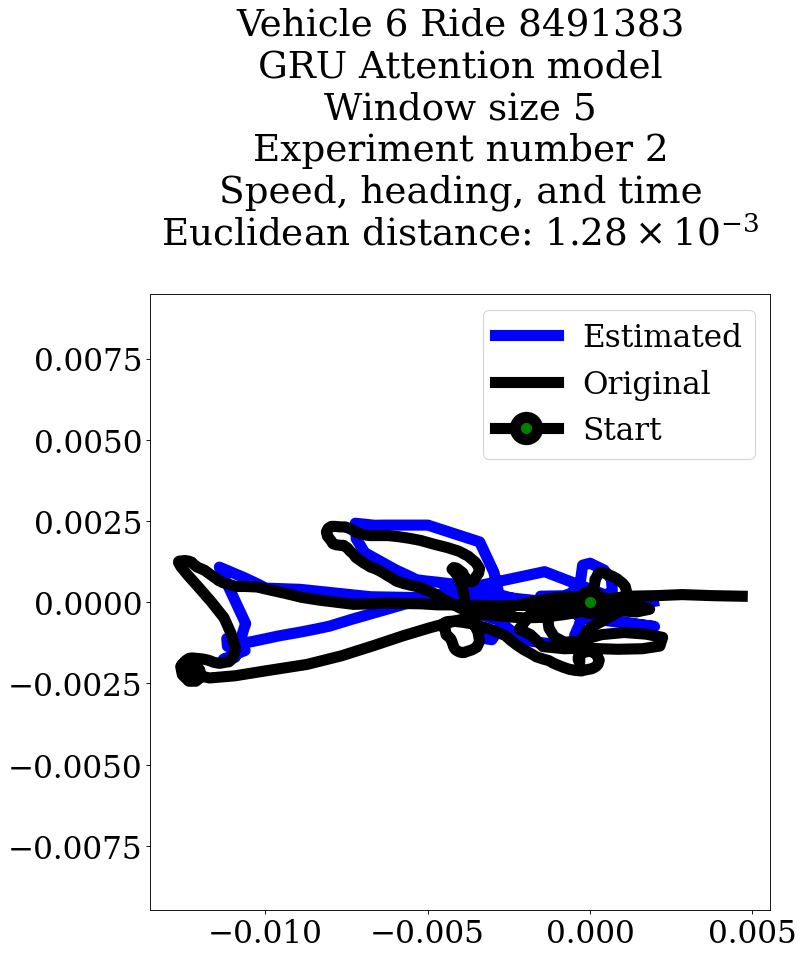 Vehicle 6 Ride 8491383
GRU Attention model
Window size 5
Experiment number 2
Speed, heading, and time
Euclidean distance: 1.28 × 10⁻³
Estimated
Original
Start
0.0075
0.0050
0.0025
0.0000
−0.0025
−0.0050
−0.0075
−0.010
−0.005
0.000
0.005